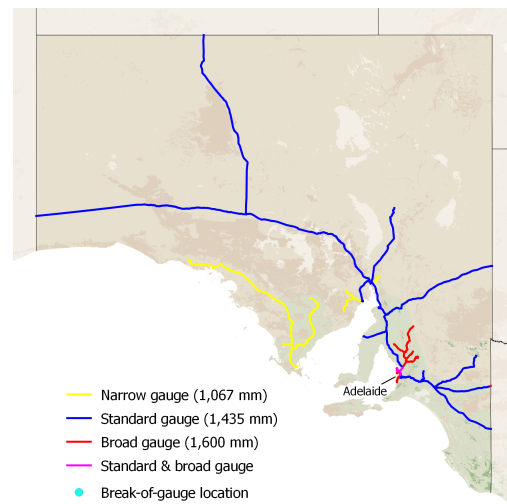 Adelaide
Narrow gauge (1,067 mm)
Standard gauge (1,435 mm)
Broad gauge (1,600 mm)
Standard & broad gauge
Break-of-gauge location